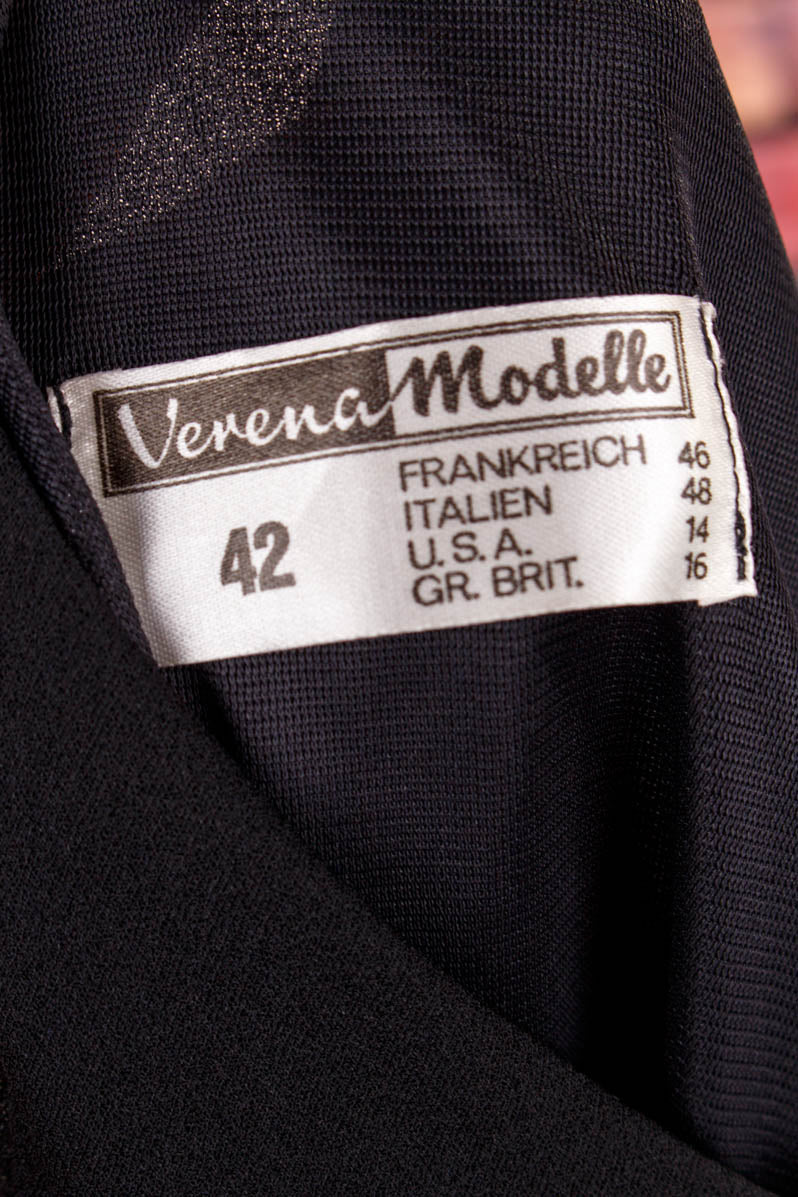 Verena Modelle
42
FRANKREICH 46
ITALIEN 48
U. S. A. 14
GR. BRIT. 16